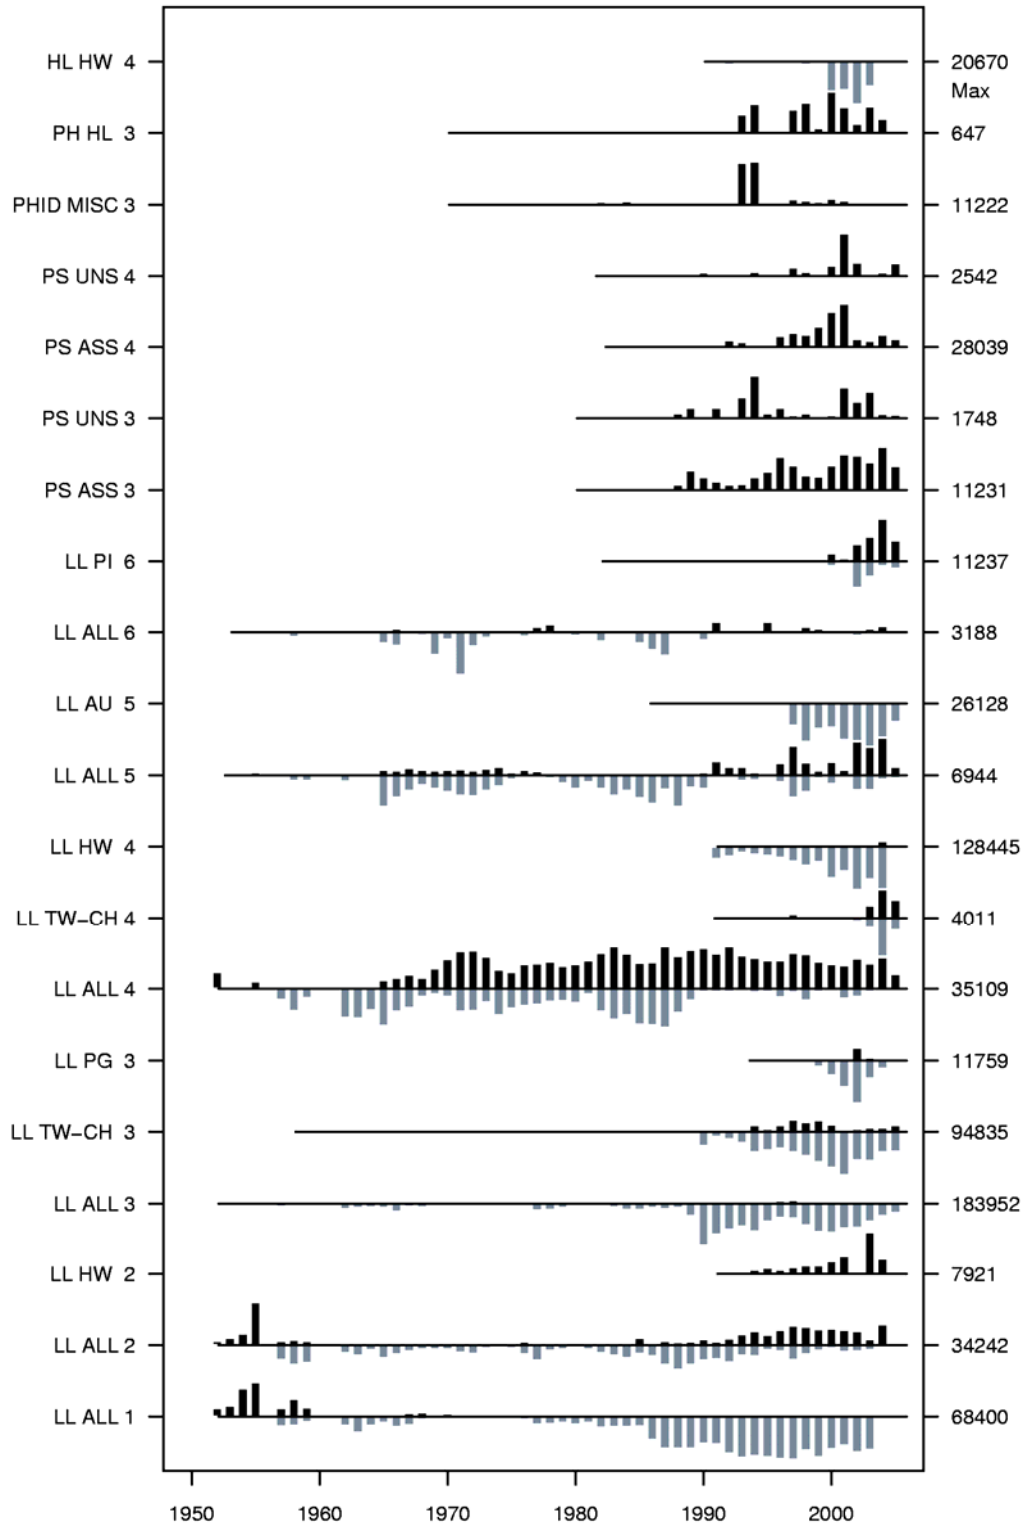 HL HW 4 20670
Max
PH HL 3 647
PHID MISC 3 11222
PS UNS 4 2542
PS ASS 4 28039
PS UNS 3 1748
PS ASS 3 11231
LL PI 6 11237
LL ALL 6 3188
LL AU 5 26128
LL ALL 5 6944
LL HW 4 128445
LL TW-CH 4 4011
LL ALL 4 35109
LL PG 3 11759
LL TW-CH 3 94835
LL ALL 3 183952
LL HW 2 7921
LL ALL 2 34242
LL ALL 1 68400
1950 1960 1970 1980 1990 2000